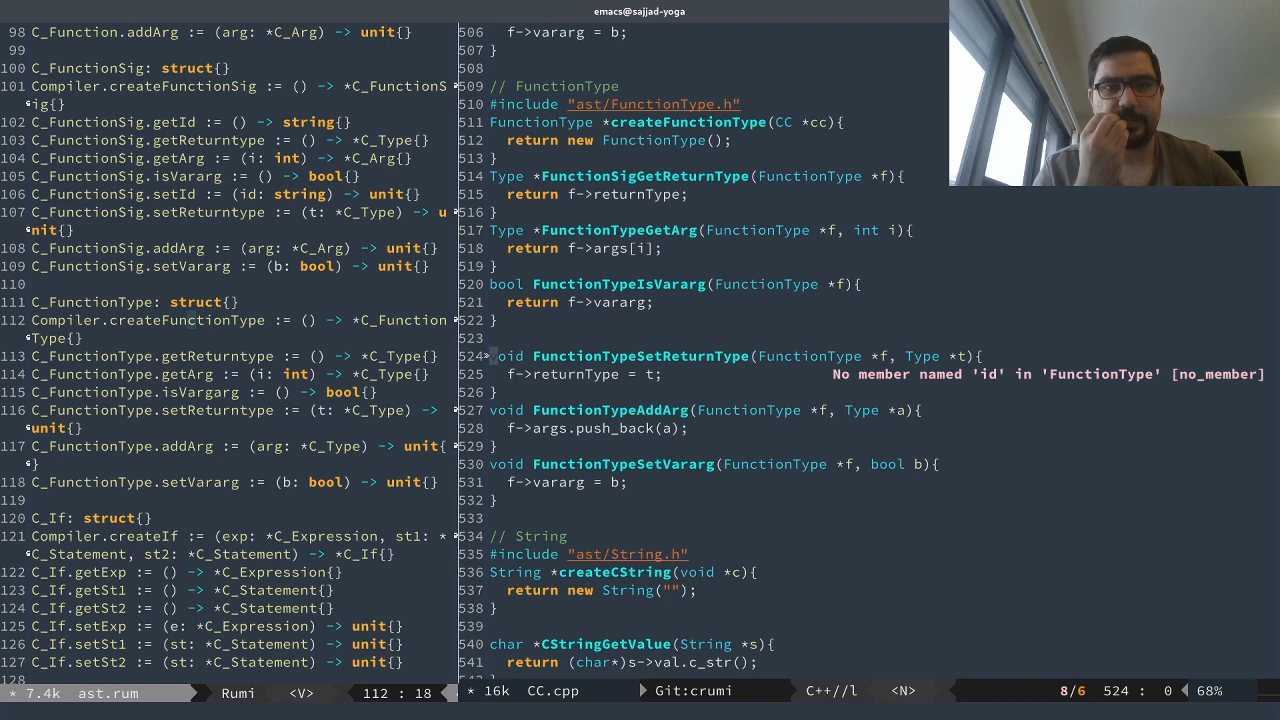 emacs@sajjad-yoga
98 C_Function.addArg := (arg: *C_Arg) -> unit{}
99
100 C_FunctionSig: struct{}
101 Compiler.createFunctionSig := () -> *C_FunctionS
ig{}
102 C_FunctionSig.getId := () -> string{}
103 C_FunctionSig.getReturntype := () -> *C_Type{}
104 C_FunctionSig.getArg := (i: int) -> *C_Arg{}
105 C_FunctionSig.isVararg := () -> bool{}
106 C_FunctionSig.setId := (id: string) -> unit{}
107 C_FunctionSig.setReturntype := (t: *C_Type) -> u
nit{}
108 C_FunctionSig.addArg := (arg: *C_Arg) -> unit{}
109 C_FunctionSig.setVararg := (b: bool) -> unit{}
110
111 C_FunctionType: struct{}
112 Compiler.createFunctionType := () -> *C_Function
Type{}
113 C_FunctionType.getReturntype := () -> *C_Type{}
114 C_FunctionType.getArg := (i: int) -> *C_Type{}
115 C_FunctionType.isVargarg := () -> bool{}
116 C_FunctionType.setReturntype := (t: *C_Type) ->
unit{}
117 C_FunctionType.addArg := (arg: *C_Type) -> unit{
}
118 C_FunctionType.setVararg := (b: bool) -> unit{}
119
120 C_If: struct{}
121 Compiler.createIf := (exp: *C_Expression, st1: *
C_Statement, st2: *C_Statement) -> *C_If{}
122 C_If.getExp := () -> *C_Expression{}
123 C_If.getSt1 := () -> *C_Statement{}
124 C_If.getSt2 := () -> *C_Statement{}
125 C_If.setExp := (e: *C_Expression) -> unit{}
126 C_If.setSt1 := (st: *C_Statement) -> unit{}
127 C_If.setSt2 := (st: *C_Statement) -> unit{}
128
* 7.4k ast.rum Rumi <V> 112 : 18
506 f->vararg = b;
507 }
508
509 // FunctionType
510 #include "ast/FunctionType.h"
511 FunctionType *createFunctionType(CC *cc){
512 return new FunctionType();
513 }
514 Type *FunctionSigGetReturnType(FunctionType *f){
515 return f->returnType;
516 }
517 Type *FunctionTypeGetArg(FunctionType *f, int i){
518 return f->args[i];
519 }
520 bool FunctionTypeIsVararg(FunctionType *f){
521 return f->vararg;
522 }
523
524 void FunctionTypeSetReturnType(FunctionType *f, Type *t){
525 f->returnType = t; No member named 'id' in 'FunctionType' [no_member]
526 }
527 void FunctionTypeAddArg(FunctionType *f, Type *a){
528 f->args.push_back(a);
529 }
530 void FunctionTypeSetVararg(FunctionType *f, bool b){
531 f->vararg = b;
532 }
533
534 // String
535 #include "ast/String.h"
536 String *createCString(void *c){
537 return new String("");
538 }
539
540 char *CStringGetValue(String *s){
541 return (char*)s->val.c_str();
* 16k CC.cpp Git:crumi C++//l <N> 8/6 524 : 0 68%